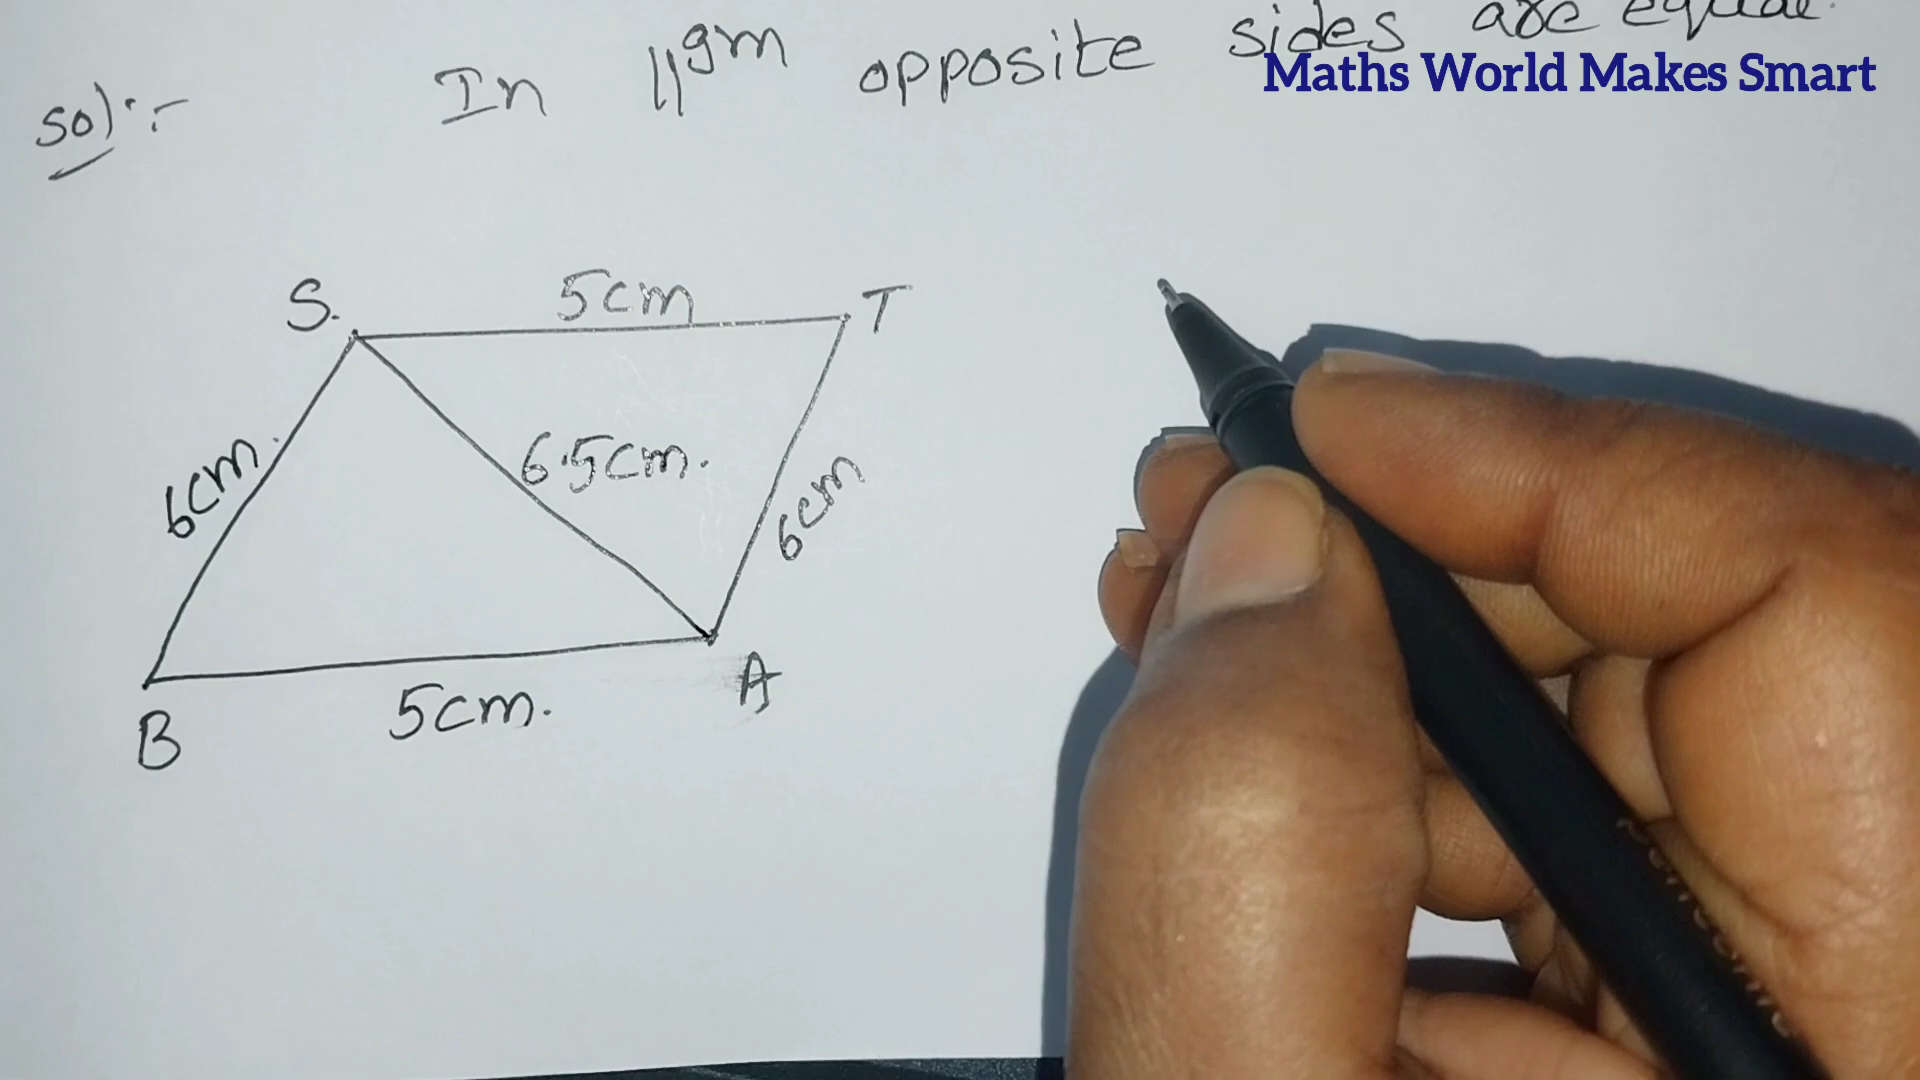 In ||gm opposite sides are equal.
Maths World Makes Smart
Sol:-
S. 5cm T
6cm. 6.5cm. 6cm
5cm. A
B